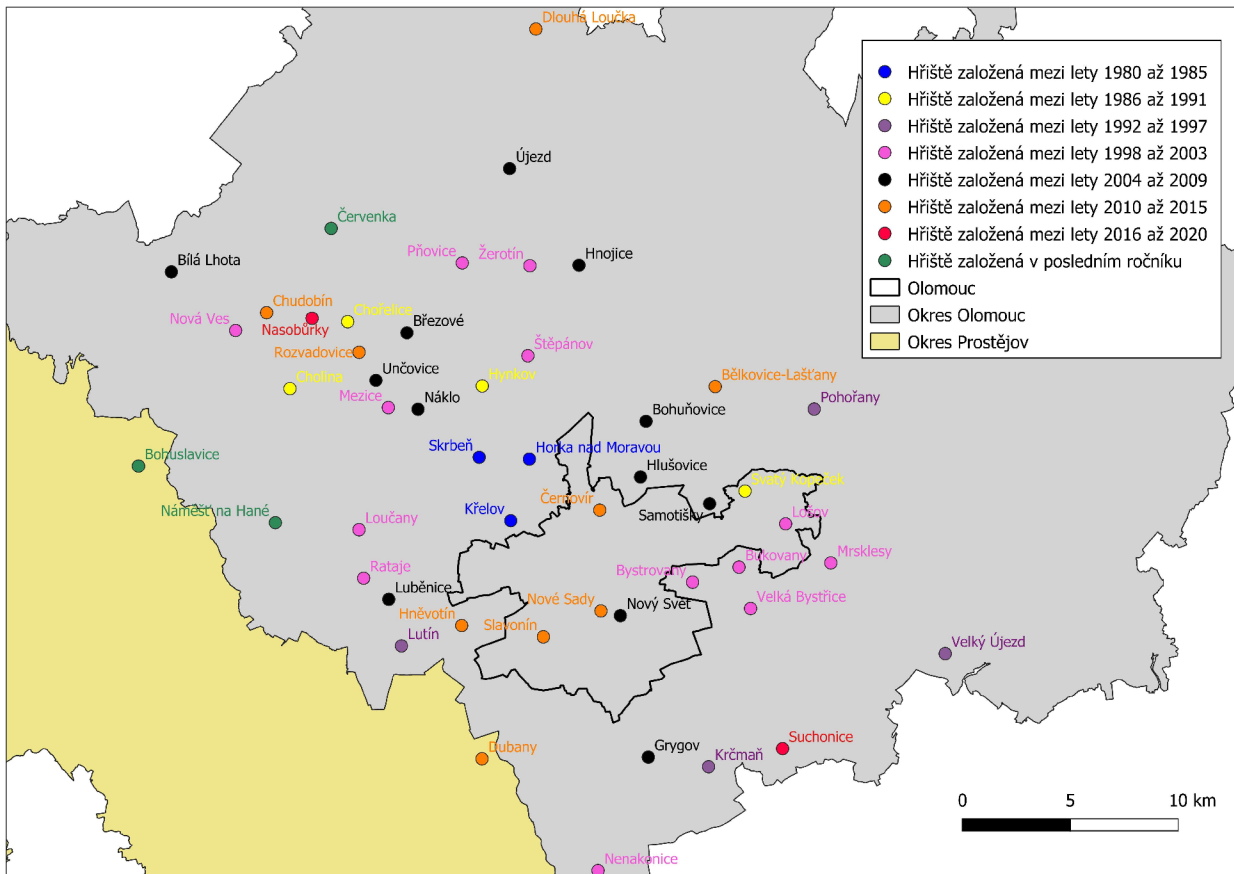 Dlouhá Loučka
Hřiště založená mezi lety 1980 až 1985
Hřiště založená mezi lety 1986 až 1991
Hřiště založená mezi lety 1992 až 1997
Hřiště založená mezi lety 1998 až 2003
Hřiště založená mezi lety 2004 až 2009
Hřiště založená mezi lety 2010 až 2015
Hřiště založená mezi lety 2016 až 2020
Hřiště založená v posledním ročníku
Olomouc
Okres Olomouc
Okres Prostějov
Újezd
Červenka
Pňovice
Žerotín
Hnojice
Bílá Lhota
Chudobín
Nová Ves
Nasobůrky
Chořelice
Březové
Rozvadovice
Štěpánov
Unčovice
Cholina
Hynkov
Mezice
Náklo
Bělkovice-Lašťany
Pohořany
Bohuňovice
Skrbeň
Horka nad Moravou
Bohuslavice
Hlušovice
Svatý Kopeček
Černovír
Samotišky
Křelov
Náměšť na Hané
Loučany
Lošov
Bukovany
Mrsklesy
Bystrovany
Rataje
Luběnice
Nové Sady
Nový Svět
Velká Bystřice
Hněvotín
Slavonín
Lutín
Velký Újezd
Dubany
Grygov
Krčmaň
Suchonice
0 5 10 km
Nenakonice